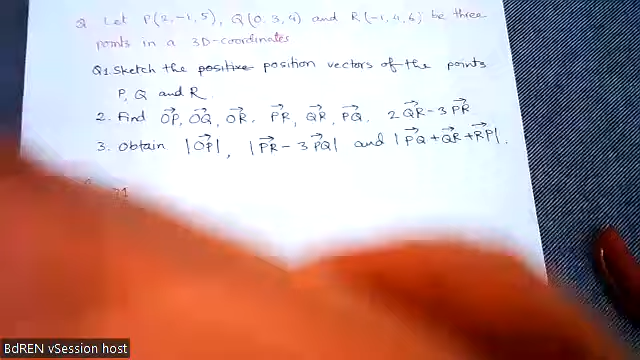 Q Let P(2,-1,5), Q(0,3,4) and R(-1,4,6) be three
points in a 3D-coordinates
Q1. Sketch the positive position vectors of the points
P, Q and R.
2. Find OP, OQ, OR, PR, QR, PQ, 2QR-3PR
3. Obtain |OP|, |PR-3PQ| and |PQ+QR+RP|.
BdREN vSession host